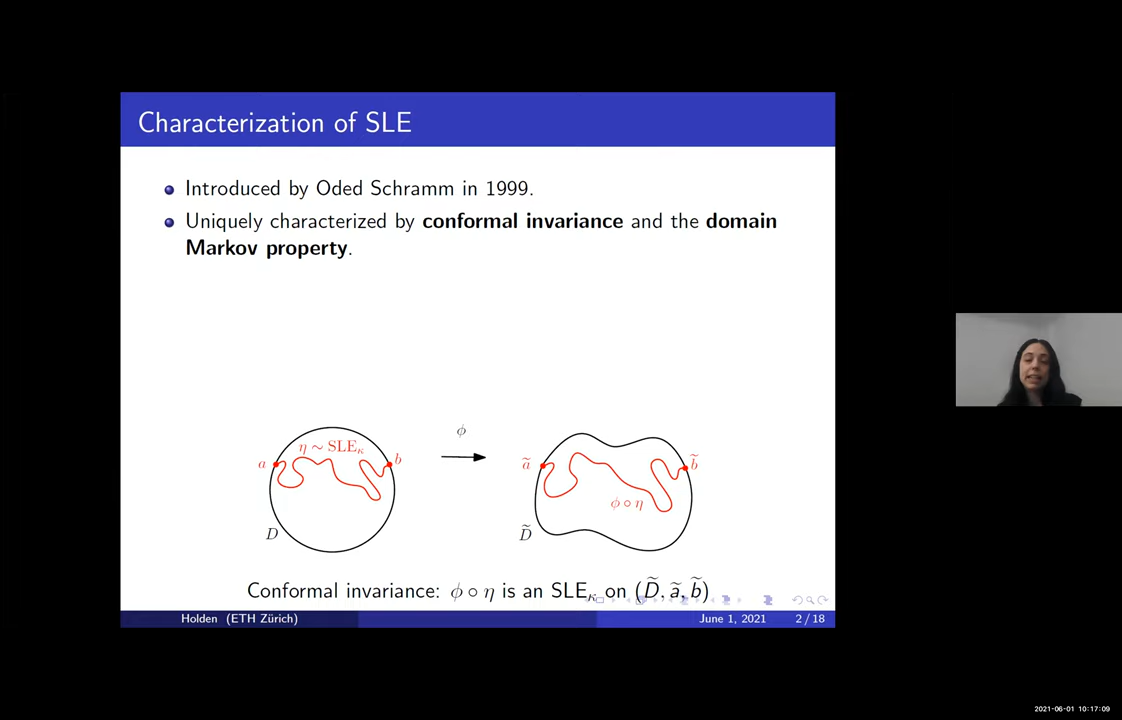 Characterization of SLE
Introduced by Oded Schramm in 1999.
Uniquely characterized by conformal invariance and the domain
Markov property.
ϕ
η ∼ SLEκ
a
b
ã
b̃
ϕ ∘ η
D
D̃
Conformal invariance: ϕ ∘ η is an SLEκ on (D̃, ã, b̃)
Holden (ETH Zürich)
June 1, 2021
2 / 18
2021-06-01 10:17:09